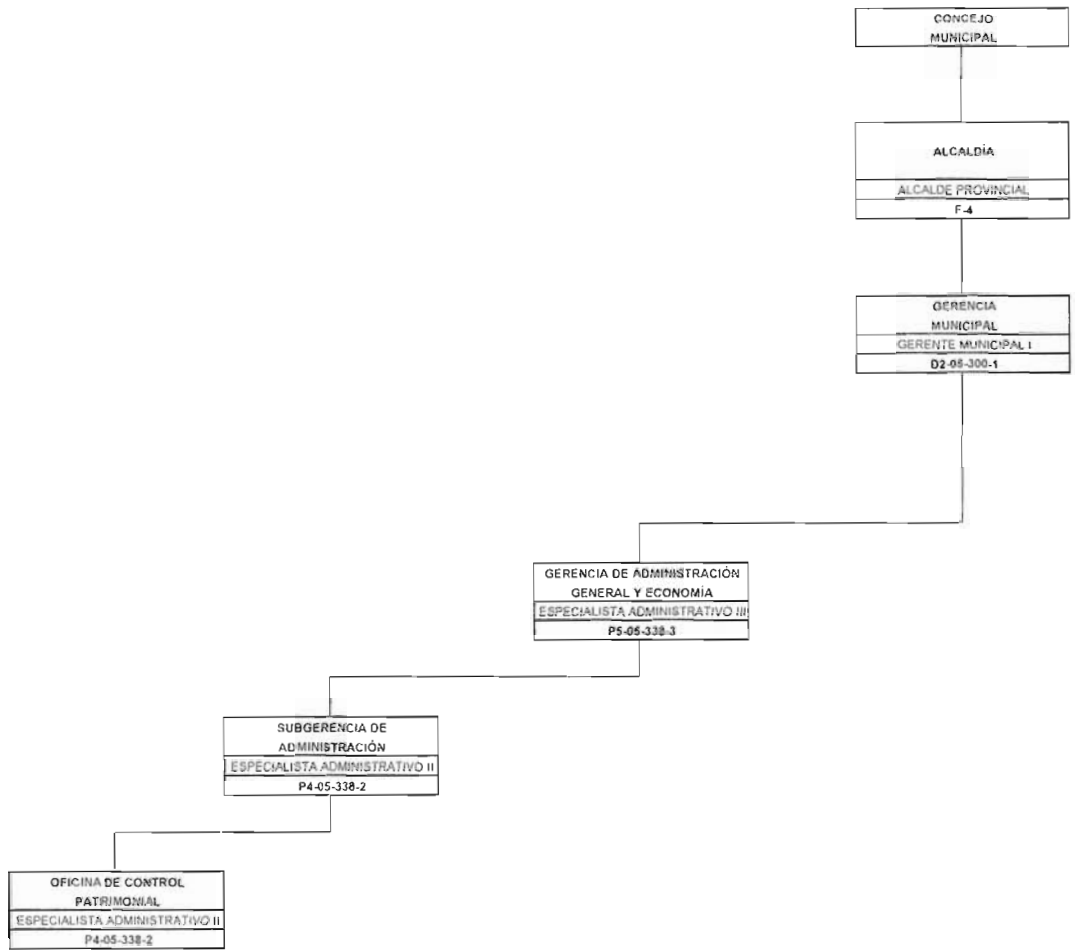 CONCEJO
MUNICIPAL
ALCALDÍA
ALCALDE PROVINCIAL
F-4
GERENCIA
MUNICIPAL
GERENTE MUNICIPAL I
D2-05-300-1
GERENCIA DE ADMINISTRACIÓN
GENERAL Y ECONOMÍA
ESPECIALISTA ADMINISTRATIVO III
P5-05-338-3
SUBGERENCIA DE
ADMINISTRACIÓN
ESPECIALISTA ADMINISTRATIVO II
P4-05-338-2
OFICINA DE CONTROL
PATRIMONIAL
ESPECIALISTA ADMINISTRATIVO II
P4-05-338-2